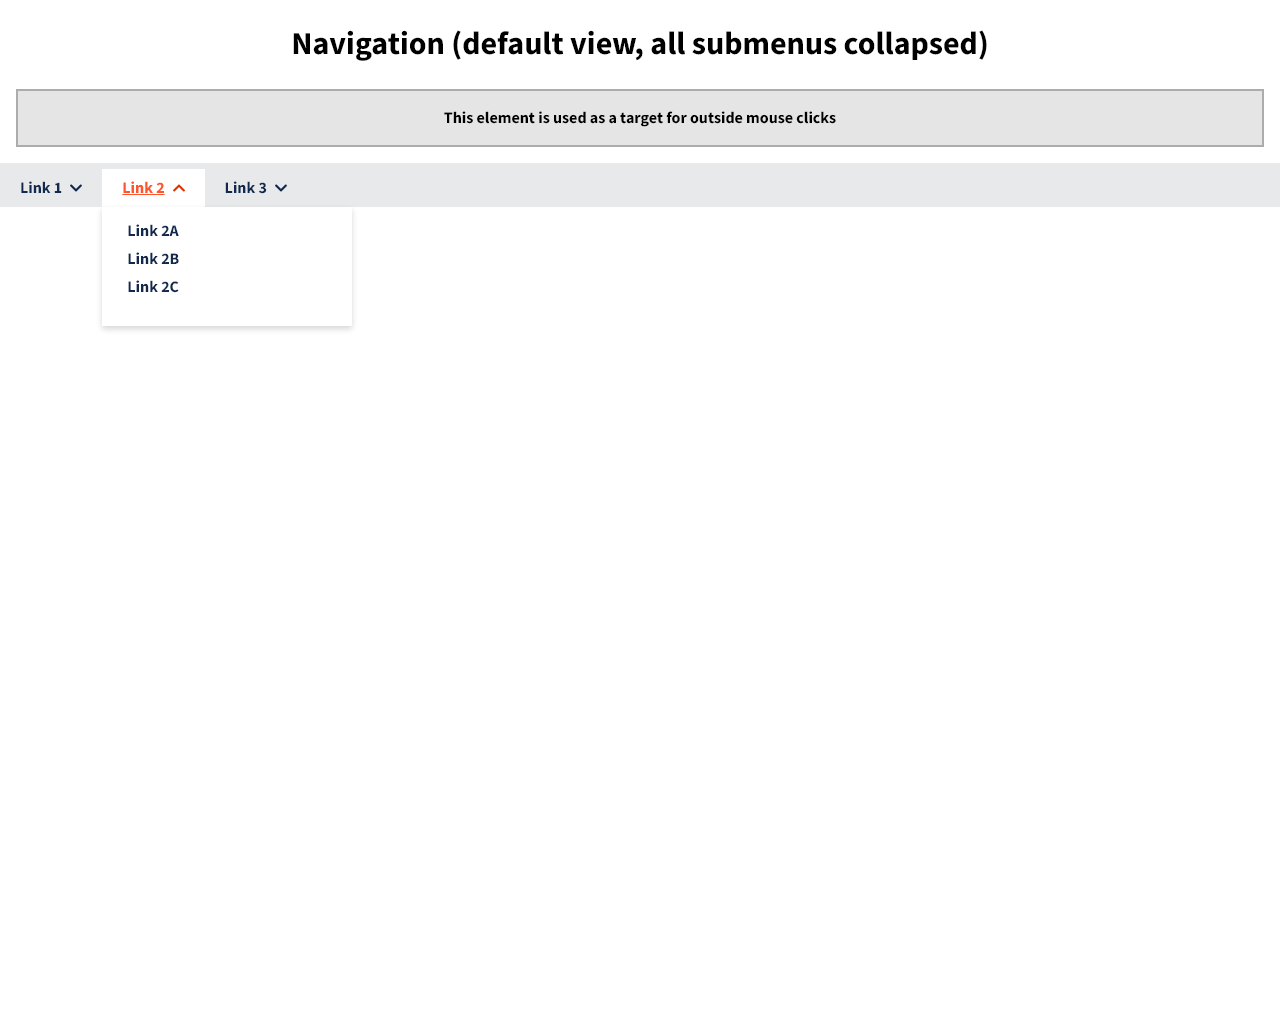 Navigation (default view, all submenus collapsed)
This element is used as a target for outside mouse clicks
Link 1 Link 2 Link 3
Link 2A
Link 2B
Link 2C